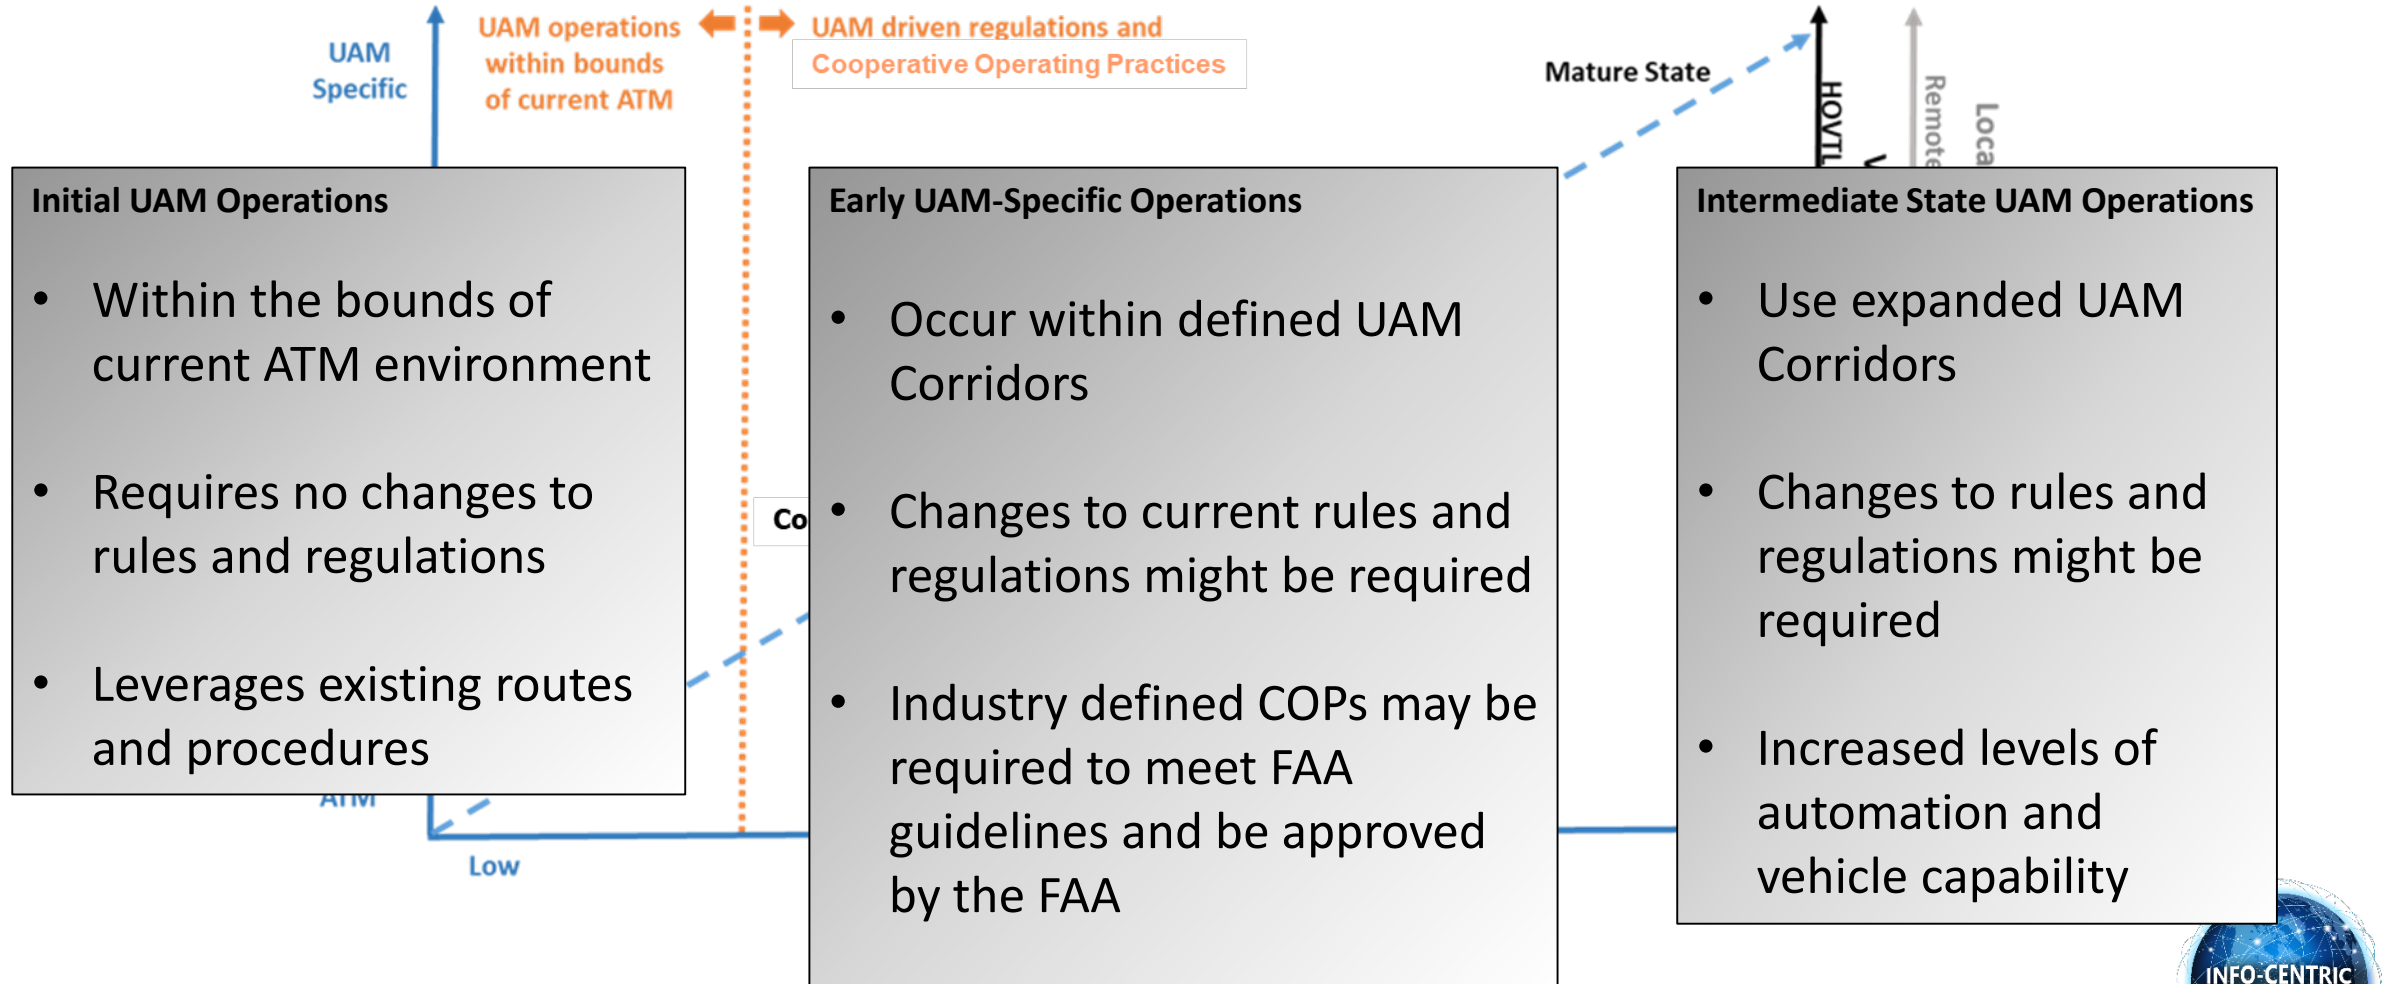 UAM
Specific
UAM operations
within bounds
of current ATM
UAM driven regulations and
Cooperative Operating Practices
Mature State
HOVTL
Remote
Initial UAM Operations
• Within the bounds of
current ATM environment
• Requires no changes to
rules and regulations
• Leverages existing routes
and procedures
ATM
Low
Co
Early UAM-Specific Operations
• Occur within defined UAM
Corridors
• Changes to current rules and
regulations might be required
• Industry defined COPs may be
required to meet FAA
guidelines and be approved
by the FAA
Intermediate State UAM Operations
• Use expanded UAM
Corridors
• Changes to rules and
regulations might be
required
• Increased levels of
automation and
vehicle capability
INFO-CENTRIC